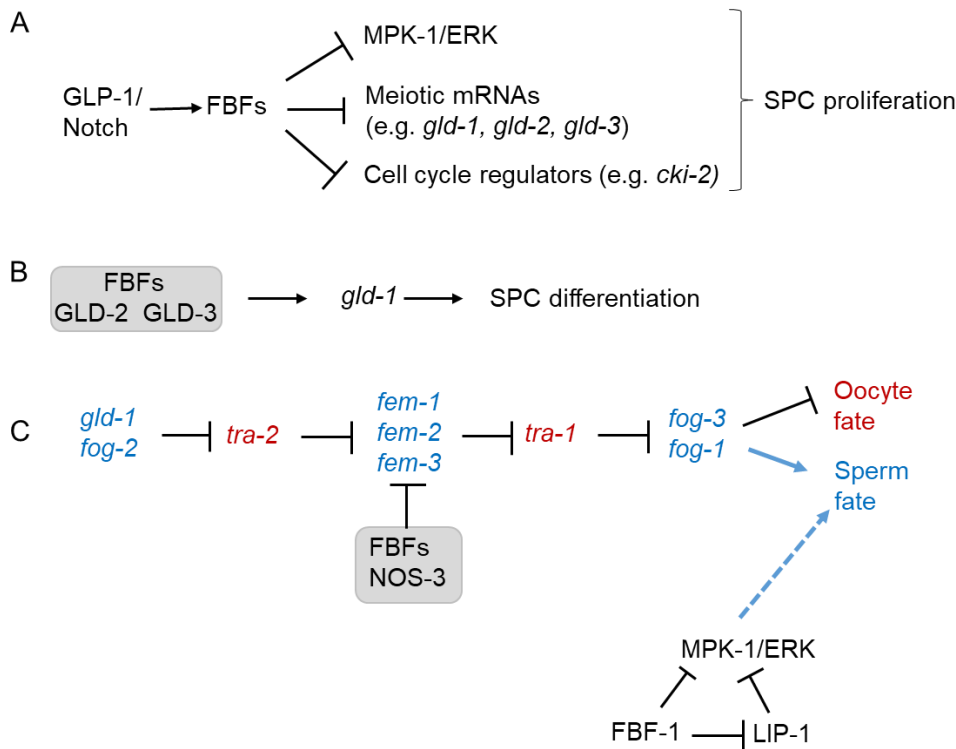 A
GLP-1/
Notch
FBFs
MPK-1/ERK
Meiotic mRNAs
(e.g. gld-1, gld-2, gld-3)
Cell cycle regulators (e.g. cki-2)
SPC proliferation
B
FBFs
GLD-2 GLD-3
gld-1
SPC differentiation
C
gld-1
fog-2
tra-2
fem-1
fem-2
fem-3
FBFs
NOS-3
tra-1
fog-3
fog-1
Oocyte
fate
Sperm
fate
MPK-1/ERK
FBF-1
LIP-1